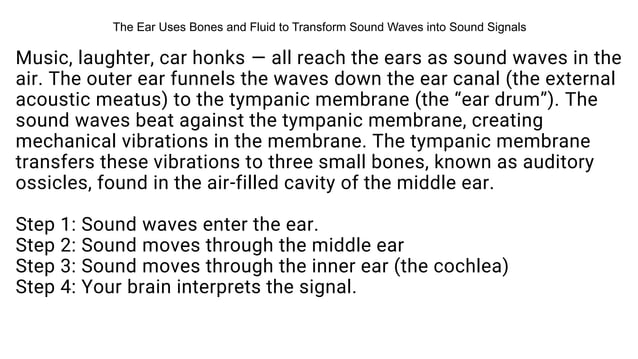 The Ear Uses Bones and Fluid to Transform Sound Waves into Sound Signals
Music, laughter, car honks — all reach the ears as sound waves in the
air. The outer ear funnels the waves down the ear canal (the external
acoustic meatus) to the tympanic membrane (the “ear drum”). The
sound waves beat against the tympanic membrane, creating
mechanical vibrations in the membrane. The tympanic membrane
transfers these vibrations to three small bones, known as auditory
ossicles, found in the air-filled cavity of the middle ear.
Step 1: Sound waves enter the ear.
Step 2: Sound moves through the middle ear
Step 3: Sound moves through the inner ear (the cochlea)
Step 4: Your brain interprets the signal.